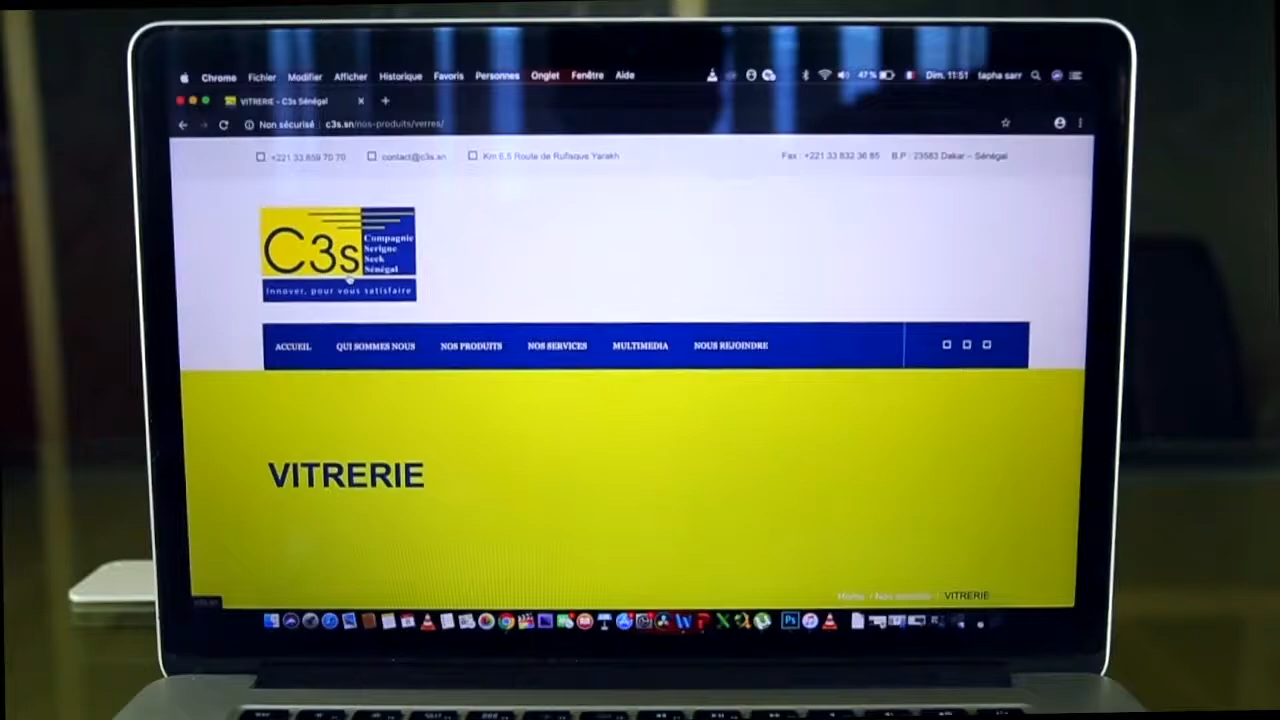 Chrome Fichier Modifier Afficher Historique Favoris Personnes Onglet Fenêtre Aide 47 % Dim. 11:51 tapha sarr
VITRERIE - C3s Sénégal
Non sécurisé c3s.sn/nos-produits/verres/
+221 33 859 70 70 contact@c3s.sn Km 6,5 Route de Rufisque Yarakh Fax : +221 33 832 36 85 B.P : 23583 Dakar – Sénégal
C3s
Compagnie
Serigne
Seck
Sénégal
Innover, pour vous satisfaire
ACCUEIL QUI SOMMES NOUS NOS PRODUITS NOS SERVICES MULTIMEDIA NOUS REJOINDRE
VITRERIE
Home VITRERIE